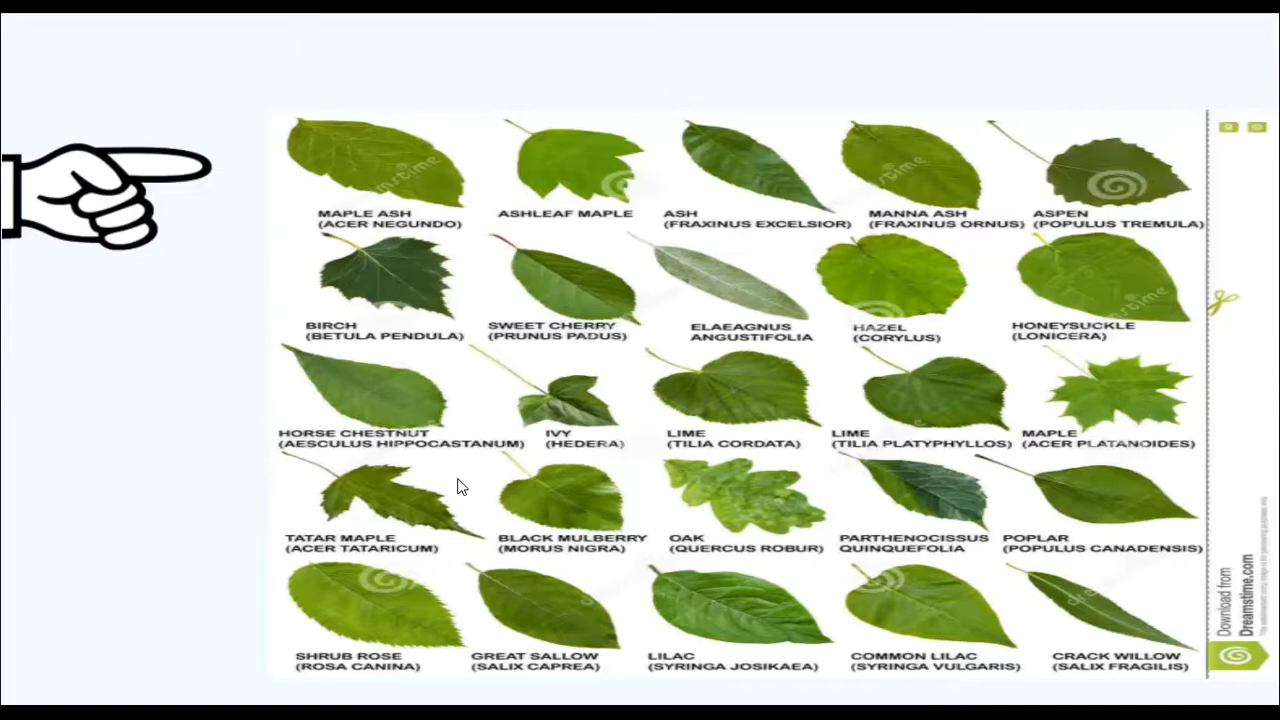 MAPLE ASH
(ACER NEGUNDO)
ASHLEAF MAPLE
ASH
(FRAXINUS EXCELSIOR)
MANNA ASH
(FRAXINUS ORNUS)
ASPEN
(POPULUS TREMULA)
BIRCH
(BETULA PENDULA)
SWEET CHERRY
(PRUNUS PADUS)
ELAEAGNUS
ANGUSTIFOLIA
HAZEL
(CORYLUS)
HONEYSUCKLE
(LONICERA)
HORSE CHESTNUT
(AESCULUS HIPPOCASTANUM)
IVY
(HEDERA)
LIME
(TILIA CORDATA)
LIME
(TILIA PLATYPHYLLOS)
MAPLE
(ACER PLATANOIDES)
TATAR MAPLE
(ACER TATARICUM)
BLACK MULBERRY
(MORUS NIGRA)
OAK
(QUERCUS ROBUR)
PARTHENOCISSUS
QUINQUEFOLIA
POPLAR
(POPULUS CANADENSIS)
SHRUB ROSE
(ROSA CANINA)
GREAT SALLOW
(SALIX CAPREA)
LILAC
(SYRINGA JOSIKAEA)
COMMON LILAC
(SYRINGA VULGARIS)
CRACK WILLOW
(SALIX FRAGILIS)
Download from
Dreamstime.com